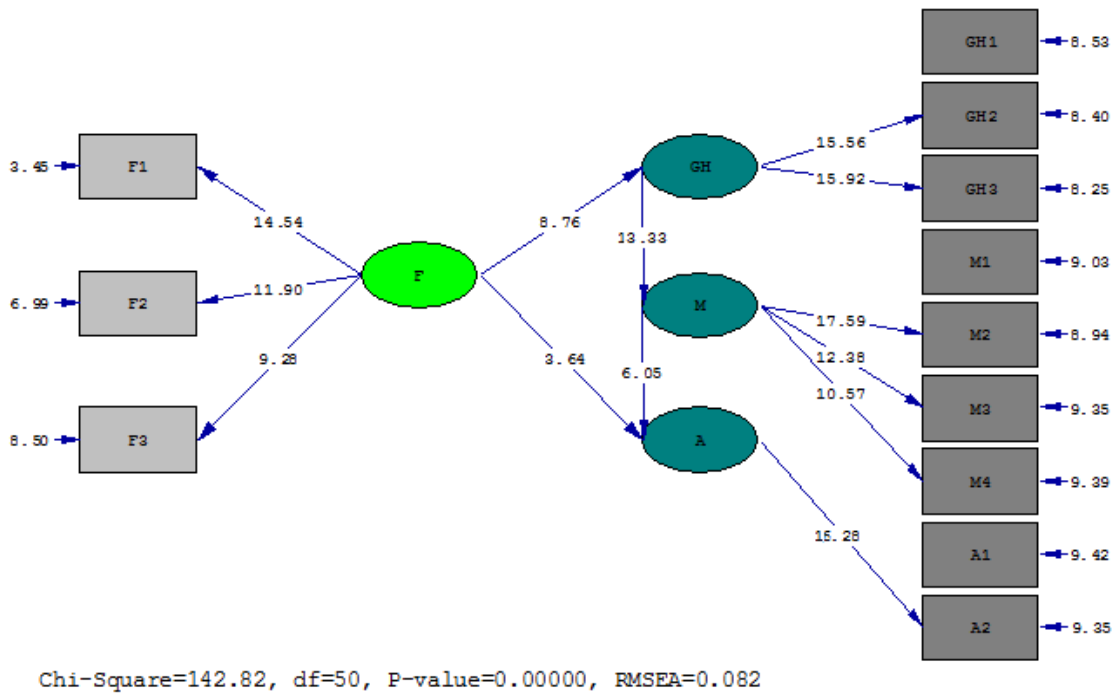 GH1 8.53
GH2 8.40
15.56
3.45 F1 GH GH3 8.25
15.92
14.54 8.76
13.33
M1 9.03
F
6.99 F2 11.90 M M2 8.94
17.59
9.28 3.64 12.38
6.05
10.57
M3 9.35
8.50 F3 A
M4 9.39
15.28
A1 9.42
A2 9.35
Chi-Square=142.82, df=50, P-value=0.00000, RMSEA=0.082